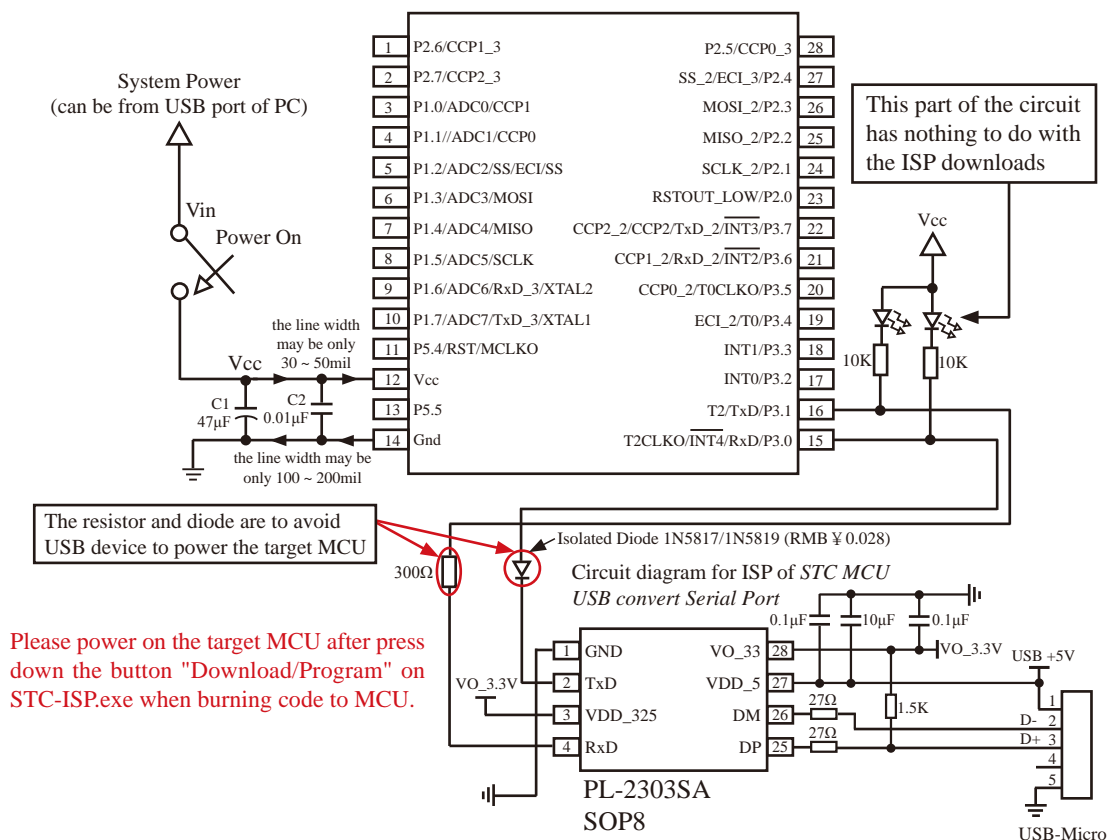 System Power
(can be from USB port of PC)
Vin
Power On
the line width
may be only
30 ~ 50mil
Vcc
C1
47μF
C2
0.01μF
the line width may be
only 100 ~ 200mil
1 P2.6/CCP1_3
2 P2.7/CCP2_3
3 P1.0/ADC0/CCP1
4 P1.1//ADC1/CCP0
5 P1.2/ADC2/SS/ECI/SS
6 P1.3/ADC3/MOSI
7 P1.4/ADC4/MISO
8 P1.5/ADC5/SCLK
9 P1.6/ADC6/RxD_3/XTAL2
10 P1.7/ADC7/TxD_3/XTAL1
11 P5.4/RST/MCLKO
12 Vcc
13 P5.5
14 Gnd
P2.5/CCP0_3 28
SS_2/ECI_3/P2.4 27
MOSI_2/P2.3 26
MISO_2/P2.2 25
SCLK_2/P2.1 24
RSTOUT_LOW/P2.0 23
CCP2_2/CCP2/TxD_2/INT3/P3.7 22
CCP1_2/RxD_2/INT2/P3.6 21
CCP0_2/T0CLKO/P3.5 20
ECI_2/T0/P3.4 19
INT1/P3.3 18
INT0/P3.2 17
T2/TxD/P3.1 16
T2CLKO/INT4/RxD/P3.0 15
This part of the circuit
has nothing to do with
the ISP downloads
Vcc
10K
10K
The resistor and diode are to avoid
USB device to power the target MCU
300Ω
Isolated Diode 1N5817/1N5819 (RMB ¥ 0.028)
Circuit diagram for ISP of STC MCU
USB convert Serial Port
Please power on the target MCU after press
down the button "Download/Program" on
STC-ISP.exe when burning code to MCU.
0.1μF
10μF
0.1μF
VO_3.3V
VO_3.3V
USB +5V
1 GND
2 TxD
3 VDD_325
4 RxD
VO_33 28
VDD_5 27
DM 26
DP 25
27Ω
27Ω
1.5K
D-
D+
1
2
3
4
5
PL-2303SA
SOP8
USB-Micro